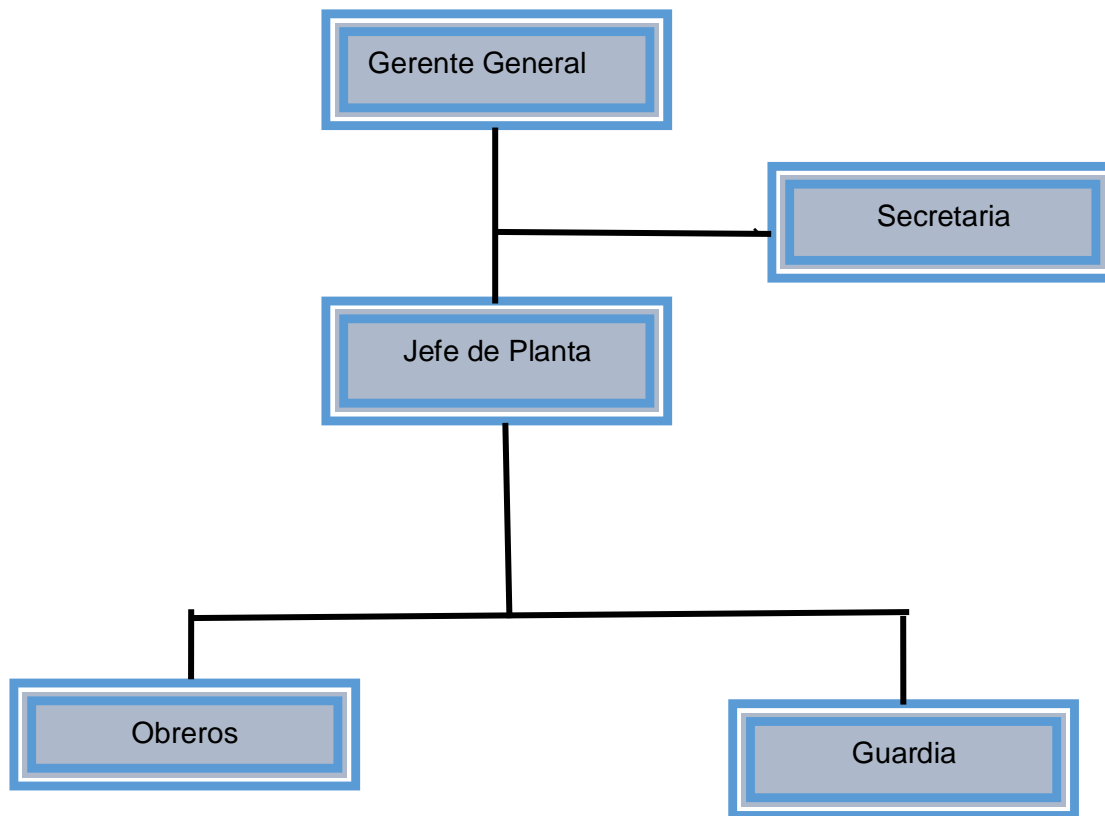 Gerente General
Secretaria
Jefe de Planta
Obreros
Guardia